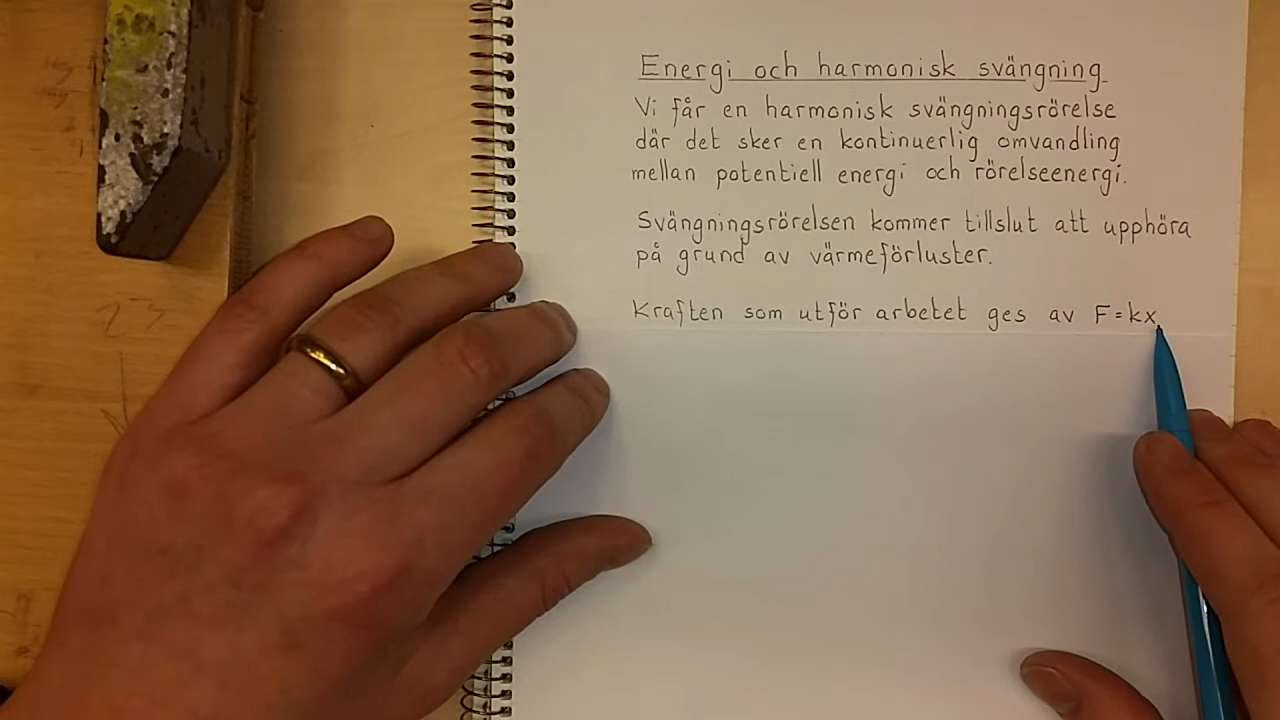 Energi och harmonisk svängning
Vi får en harmonisk svängningsrörelse
där det sker en kontinuerlig omvandling
mellan potentiell energi och rörelseenergi.
Svängningsrörelsen kommer tillslut att upphöra
på grund av värmeförluster.
Kraften som utför arbetet ges av F=kx